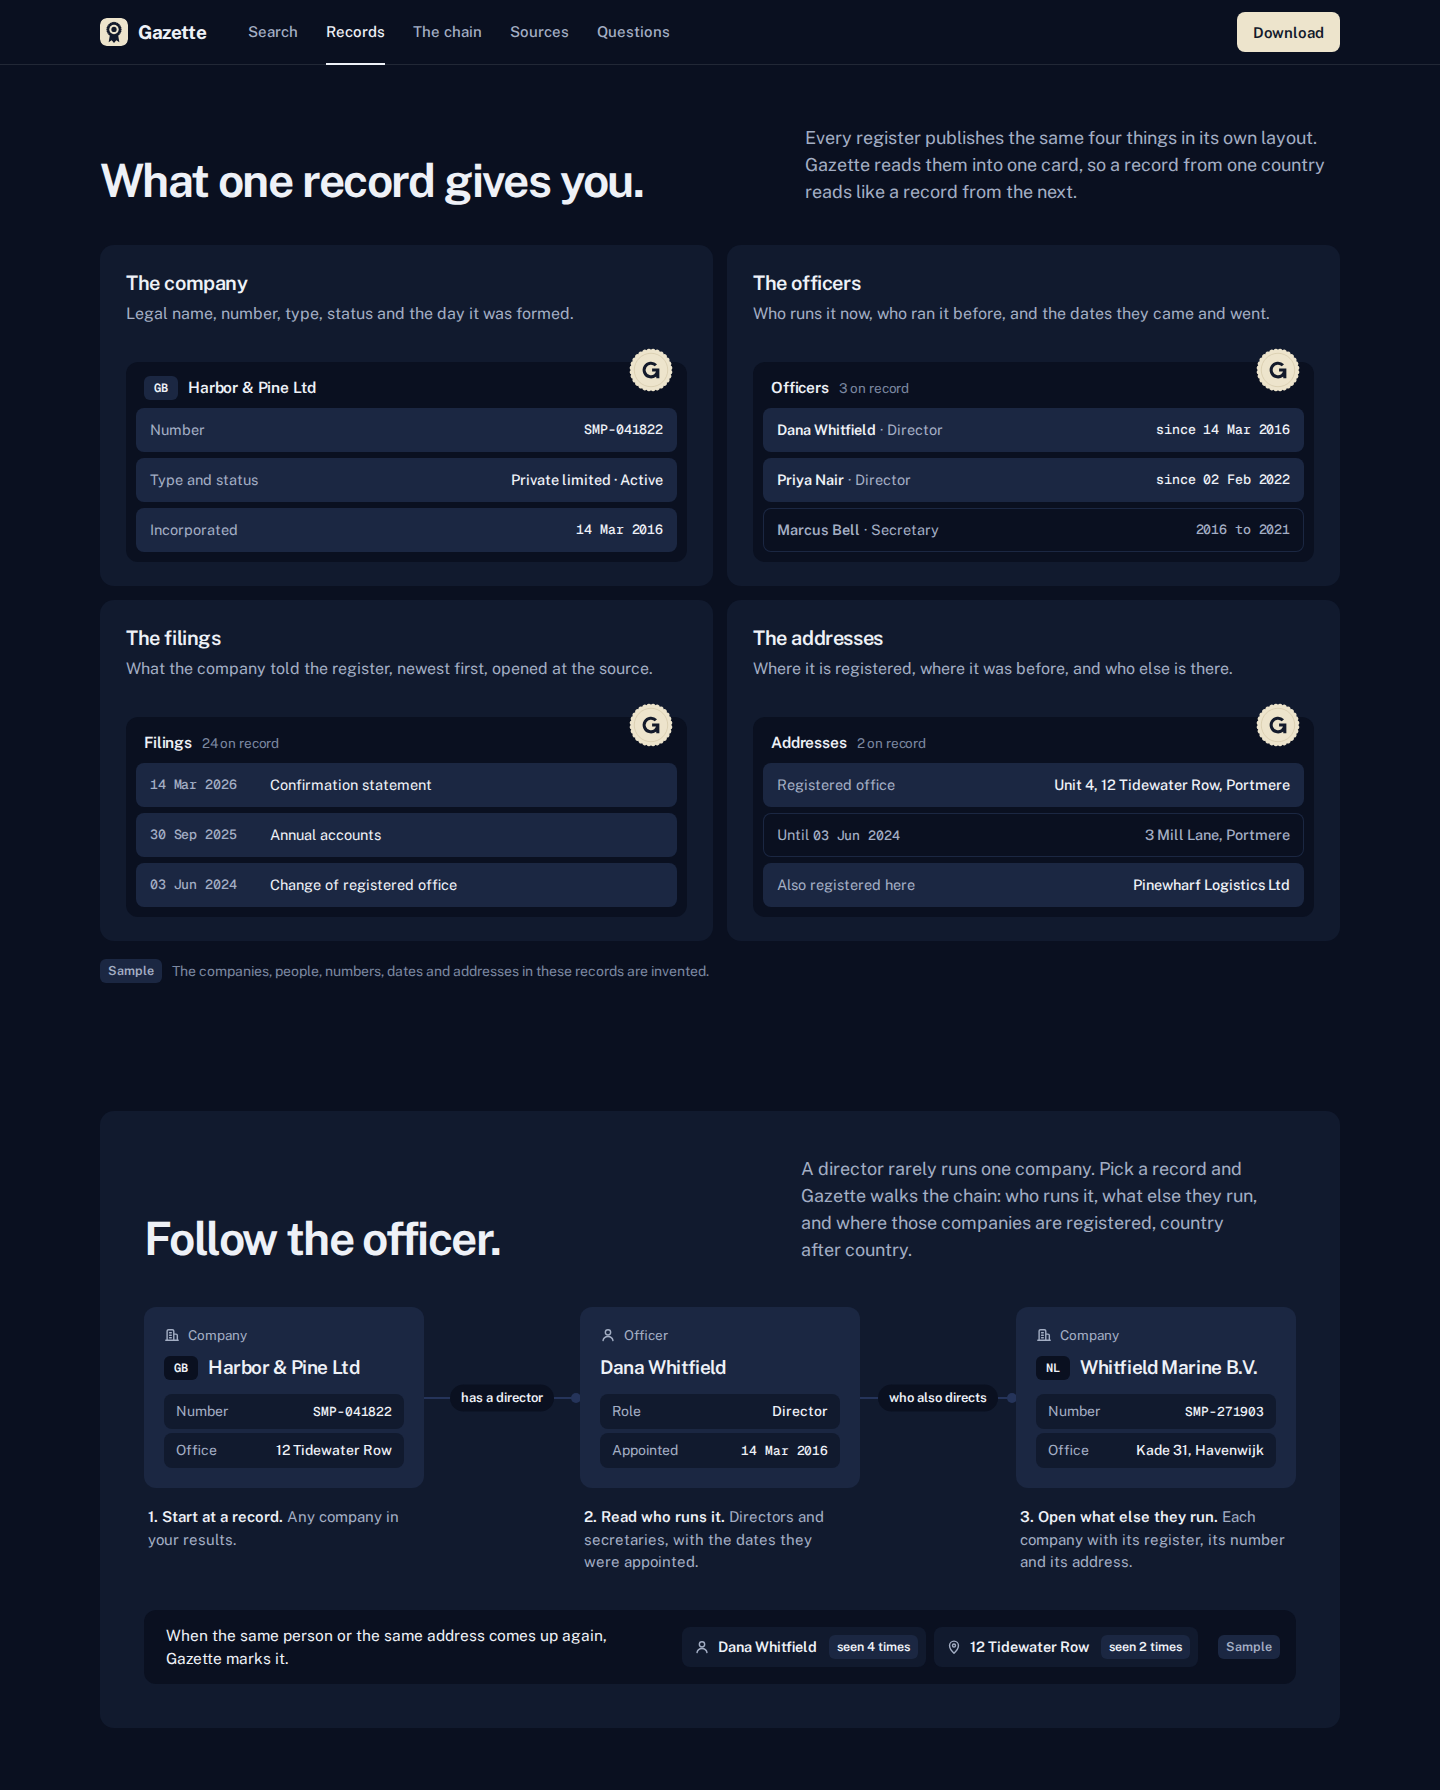 Gazette
Search
Records
The chain
Sources
Questions
Download
What one record gives you.
Every register publishes the same four things in its own layout.
Gazette reads them into one card, so a record from one country
reads like a record from the next.
The company
Legal name, number, type, status and the day it was formed.
G
GB Harbor & Pine Ltd
Number SMP-041822
Type and status Private limited · Active
Incorporated 14 Mar 2016
The officers
Who runs it now, who ran it before, and the dates they came and went.
G
Officers 3 on record
Dana Whitfield · Director since 14 Mar 2016
Priya Nair · Director since 02 Feb 2022
Marcus Bell · Secretary 2016 to 2021
The filings
What the company told the register, newest first, opened at the source.
G
Filings 24 on record
14 Mar 2026 Confirmation statement
30 Sep 2025 Annual accounts
03 Jun 2024 Change of registered office
The addresses
Where it is registered, where it was before, and who else is there.
G
Addresses 2 on record
Registered office Unit 4, 12 Tidewater Row, Portmere
Until 03 Jun 2024 3 Mill Lane, Portmere
Also registered here Pinewharf Logistics Ltd
Sample The companies, people, numbers, dates and addresses in these records are invented.
Follow the officer.
A director rarely runs one company. Pick a record and
Gazette walks the chain: who runs it, what else they run,
and where those companies are registered, country
after country.
Company
GB Harbor & Pine Ltd
Number SMP-041822
Office 12 Tidewater Row
has a director
Officer
Dana Whitfield
Role Director
Appointed 14 Mar 2016
who also directs
Company
NL Whitfield Marine B.V.
Number SMP-271903
Office Kade 31, Havenwijk
1. Start at a record. Any company in
your results.
2. Read who runs it. Directors and
secretaries, with the dates they
were appointed.
3. Open what else they run. Each
company with its register, its number
and its address.
When the same person or the same address comes up again,
Gazette marks it.
Dana Whitfield seen 4 times
12 Tidewater Row seen 2 times
Sample